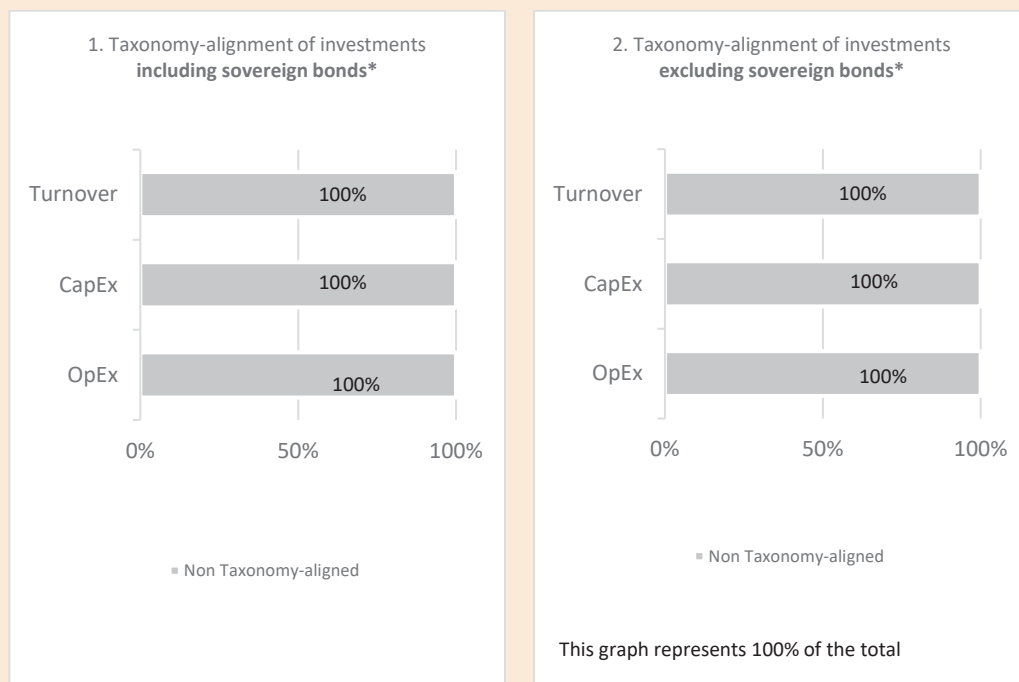 1. Taxonomy-alignment of investments
including sovereign bonds*
Turnover
100%
CapEx
100%
OpEx
100%
0%
50%
100%
Non Taxonomy-aligned
2. Taxonomy-alignment of investments
excluding sovereign bonds*
Turnover
100%
CapEx
100%
OpEx
100%
0%
50%
100%
Non Taxonomy-aligned
This graph represents 100% of the total